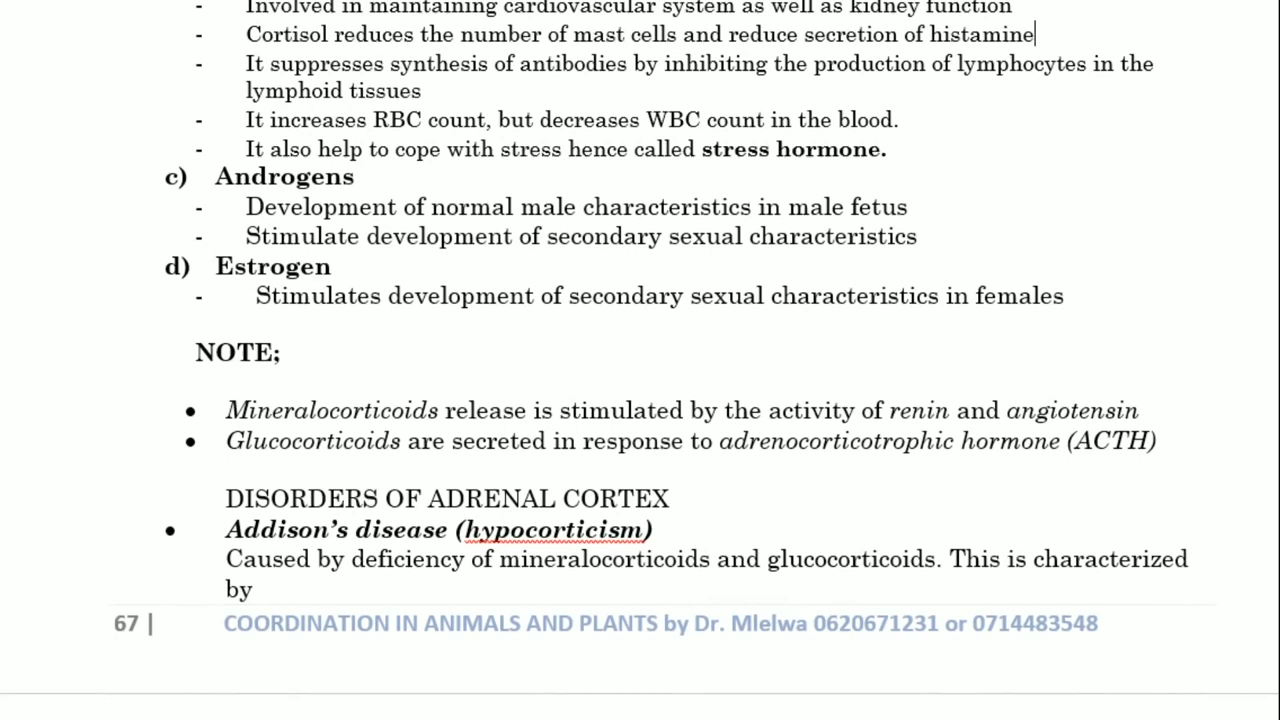 - Involved in maintaining cardiovascular system as well as kidney function
- Cortisol reduces the number of mast cells and reduce secretion of histamine
- It suppresses synthesis of antibodies by inhibiting the production of lymphocytes in the
lymphoid tissues
- It increases RBC count, but decreases WBC count in the blood.
- It also help to cope with stress hence called stress hormone.
c) Androgens
- Development of normal male characteristics in male fetus
- Stimulate development of secondary sexual characteristics
d) Estrogen
- Stimulates development of secondary sexual characteristics in females
NOTE;
• Mineralocorticoids release is stimulated by the activity of renin and angiotensin
• Glucocorticoids are secreted in response to adrenocorticotrophic hormone (ACTH)
DISORDERS OF ADRENAL CORTEX
• Addison's disease (hypocorticism)
Caused by deficiency of mineralocorticoids and glucocorticoids. This is characterized
by
67 | COORDINATION IN ANIMALS AND PLANTS by Dr. Mlelwa 0620671231 or 0714483548